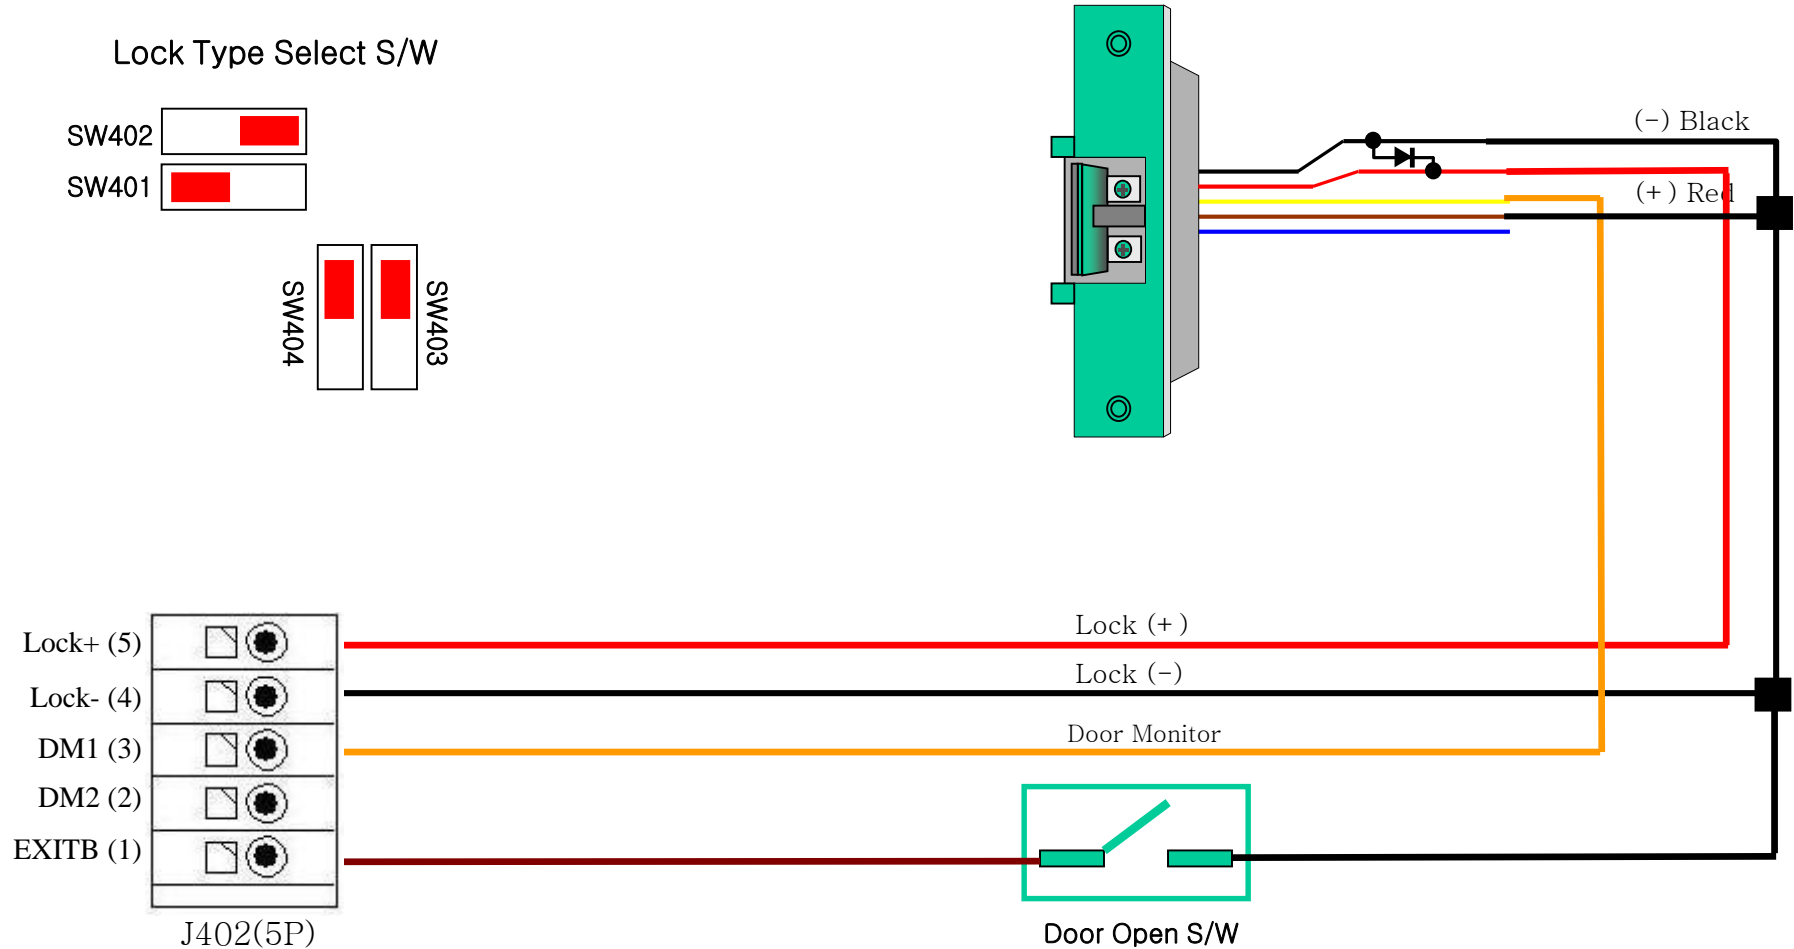 Lock Type Select S/W
SW402
SW401
SW404
SW403
(-) Black
(+) Red
Lock+ (5)
Lock- (4)
DM1 (3)
DM2 (2)
EXITB (1)
J402(5P)
Lock (+)
Lock (-)
Door Monitor
Door Open S/W